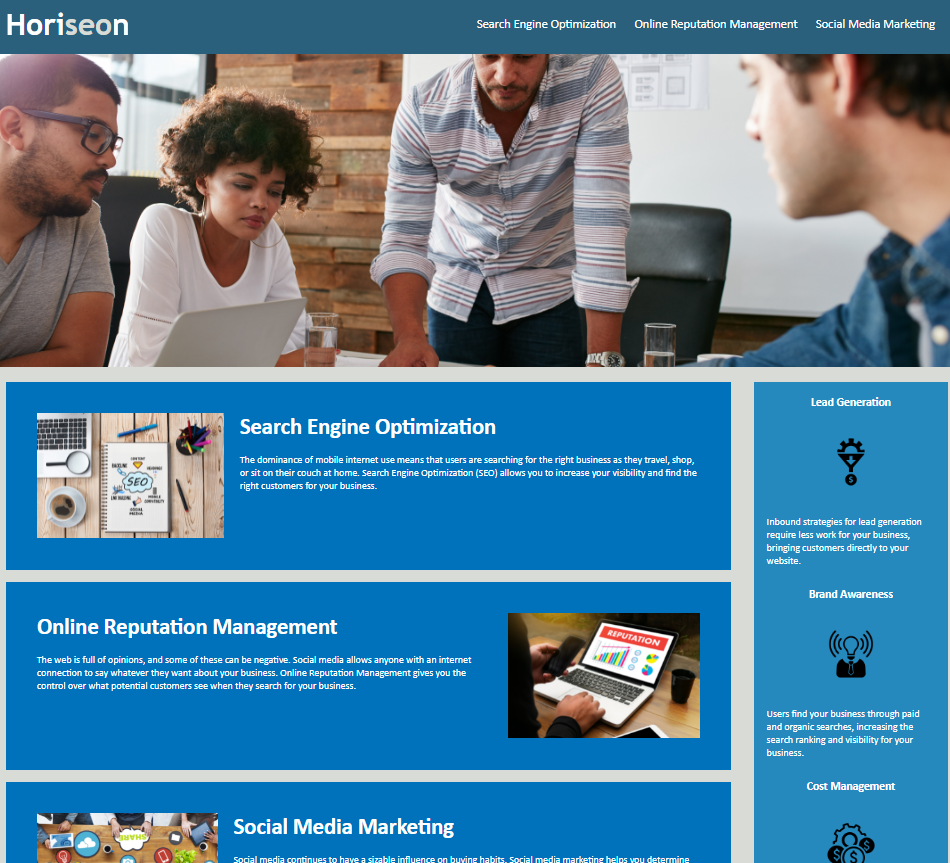 Horiseon
Search Engine Optimization
Online Reputation Management
Social Media Marketing
SEO
Search Engine Optimization
The dominance of mobile internet use means that users are searching for the right business as they travel, shop,
or sit on their couch at home. Search Engine Optimization (SEO) allows you to increase your visibility and find the
right customers for your business.
Online Reputation Management
The web is full of opinions, and some of these can be negative. Social media allows anyone with an internet
connection to say whatever they want about your business. Online Reputation Management gives you the
control over what potential customers see when they search for your business.
REPUTATION
SHARE
Social Media Marketing
Social media continues to have a sizable influence on buying habits. Social media marketing helps you determine
Lead Generation
$
Inbound strategies for lead generation
require less work for your business,
bringing customers directly to your
website.
Brand Awareness
Users find your business through paid
and organic searches, increasing the
search ranking and visibility for your
business.
Cost Management
$ $